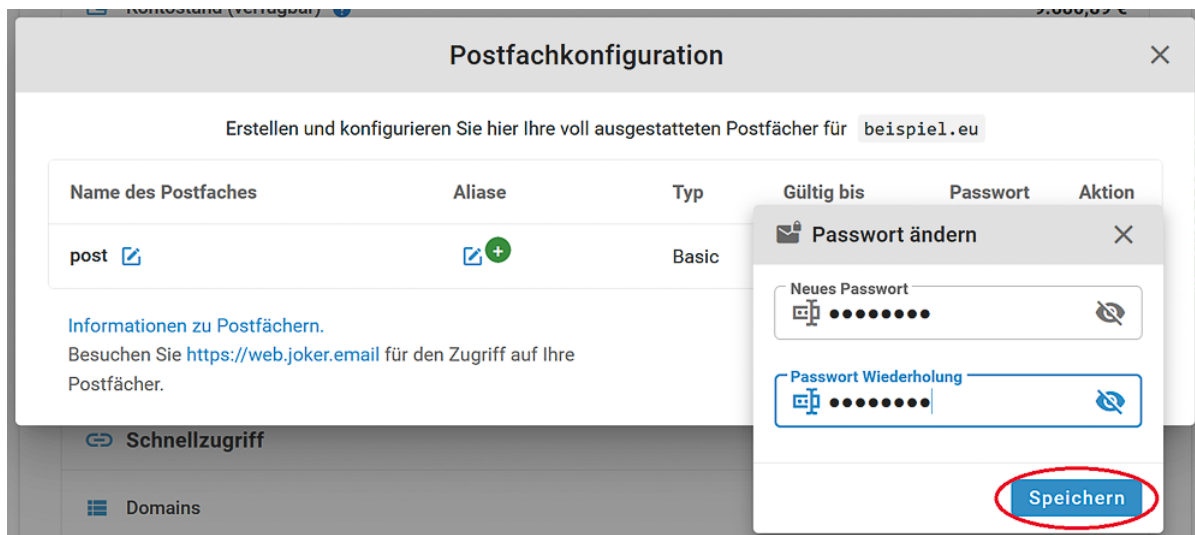 Kontostand (verfügbar)
Postfachkonfiguration
Erstellen und konfigurieren Sie hier Ihre voll ausgestatteten Postfächer für beispiel.eu
Name des Postfaches Aliase Typ Gültig bis Passwort Aktion
post Basic
Passwort ändern
Neues Passwort
••••••••
Passwort Wiederholung
••••••••
Speichern
Informationen zu Postfächern.
Besuchen Sie https://web.joker.email für den Zugriff auf Ihre
Postfächer.
Schnellzugriff
Domains